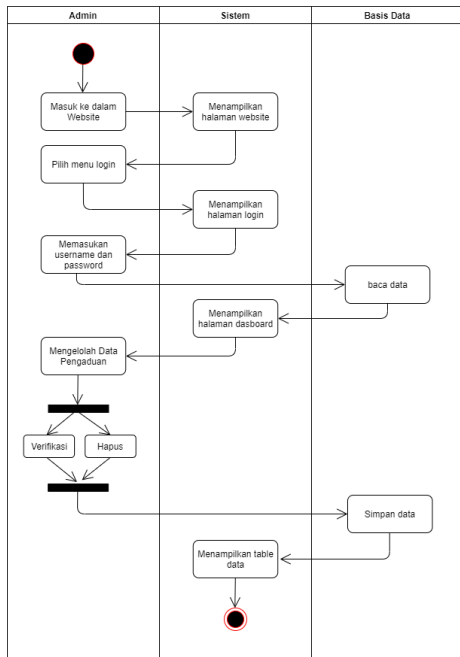 Admin
Sistem
Basis Data
Masuk ke dalam
Website
Menampilkan
halaman website
Pilih menu login
Menampilkan
halaman login
Memasukan
username dan
password
baca data
Menampilkan
halaman dasboard
Mengelolah Data
Pengaduan
Verifikasi
Hapus
Simpan data
Menampilkan table
data